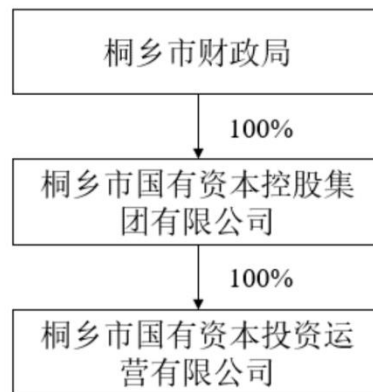 桐乡市财政局
100%
桐乡市国有资本控股集
团有限公司
100%
桐乡市国有资本投资运
营有限公司